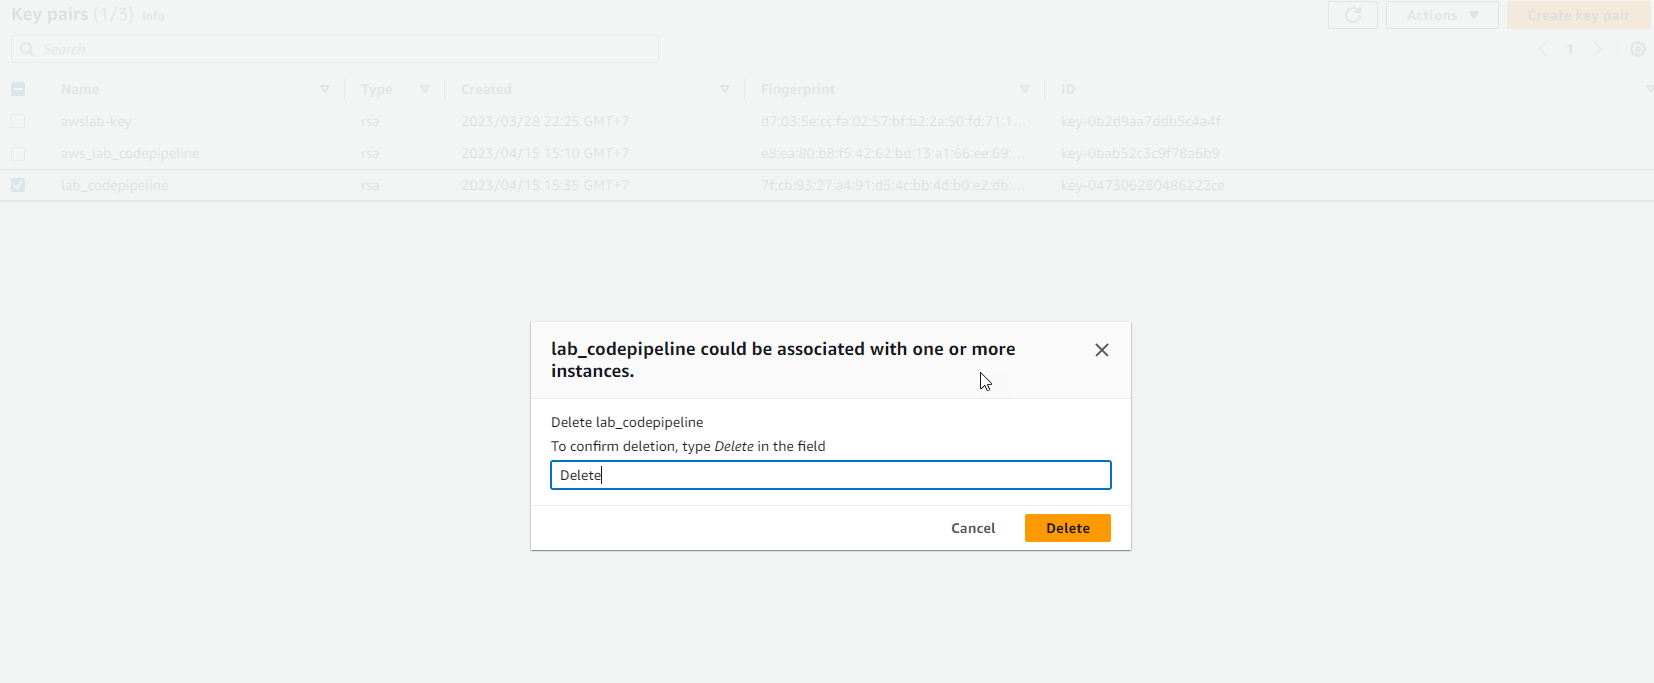 Key pairs (1/3) Info
Actions Create key pair
Search
1
Name Type Created Fingerprint ID
awslab-key rsa 2023/03/28 22:25 GMT+7 d7:03:5e:cc:fa:02:57:bf:b2:2a:50:fd:71:1... key-0b2d9aa7ddb5c4a4f
aws_lab_codepipeline rsa 2023/04/15 15:10 GMT+7 e8:ea:80:b8:f5:42:62:bd:13:a1:66:ee:69:... key-0bab52c3c9f78a6b9
lab_codepipeline rsa 2023/04/15 15:35 GMT+7 7f:cb:93:27:a4:91:d5:4c:bb:4d:b0:e2:db:... key-047306280486222ce
lab_codepipeline could be associated with one or more
instances.
Delete lab_codepipeline
To confirm deletion, type Delete in the field
Delete
Cancel Delete